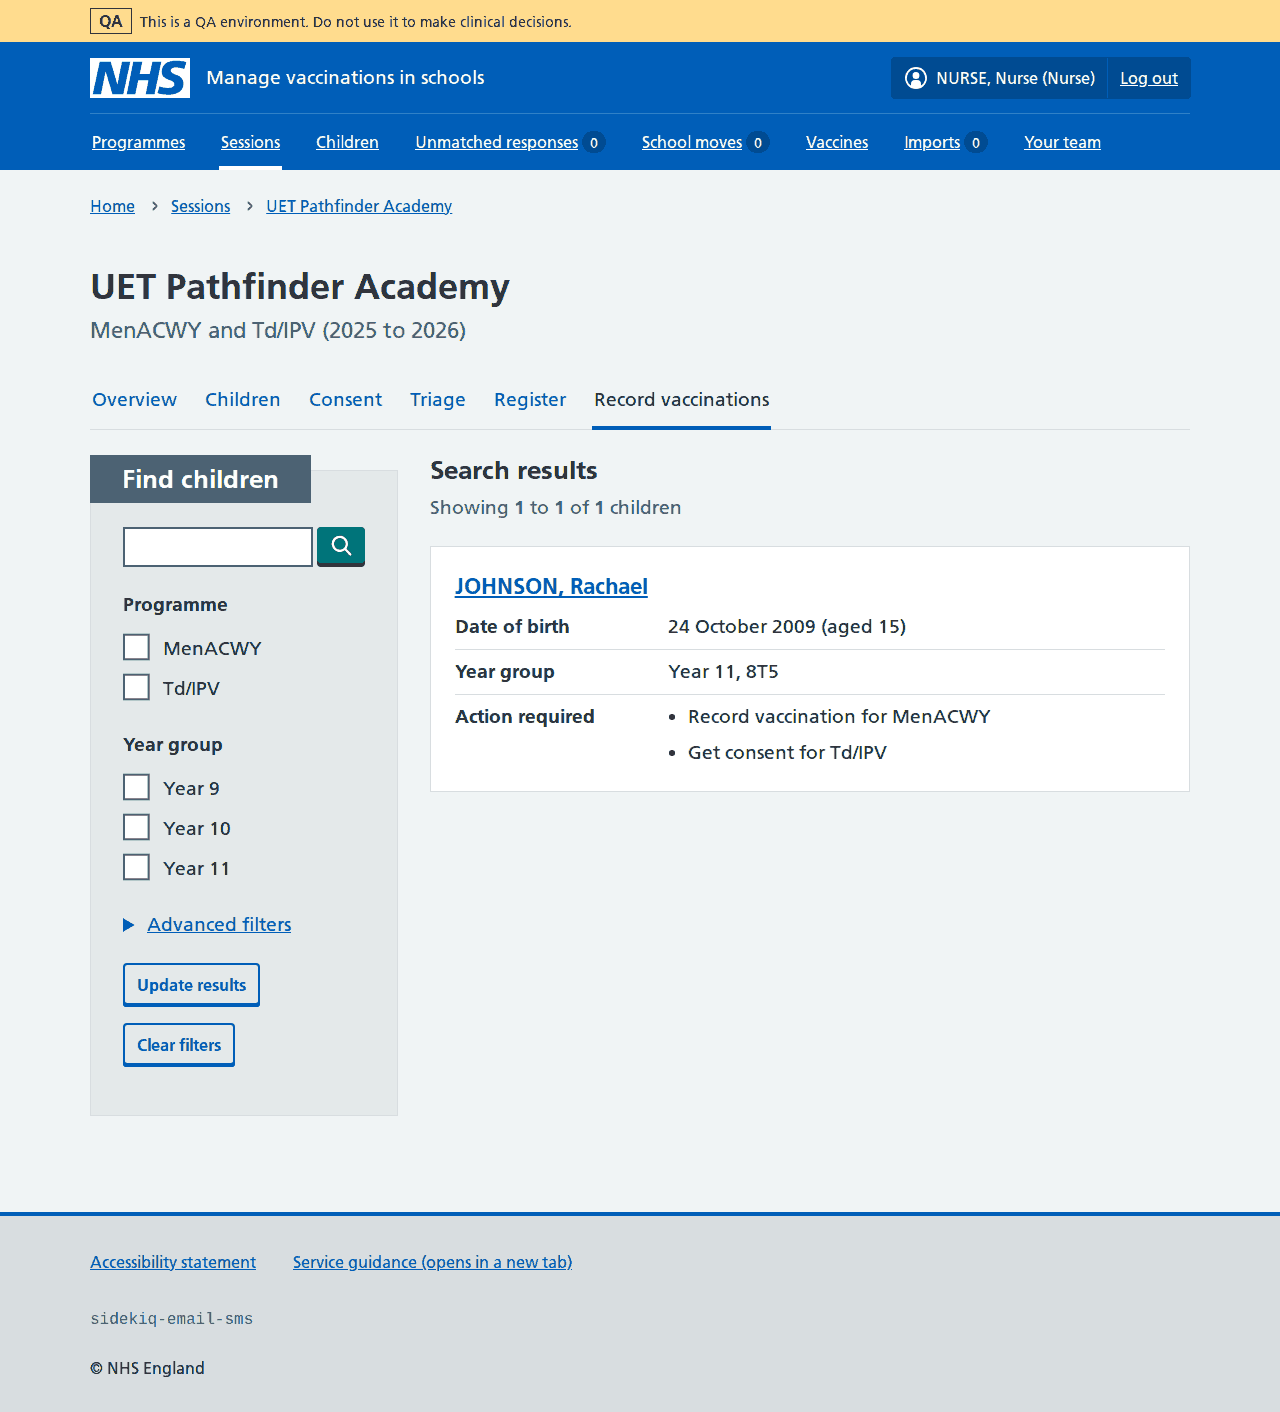 QA This is a QA environment. Do not use it to make clinical decisions.
NHS Manage vaccinations in schools NURSE, Nurse (Nurse) Log out
Programmes Sessions Children Unmatched responses 0 School moves 0 Vaccines Imports 0 Your team
Home Sessions UET Pathfinder Academy
UET Pathfinder Academy
MenACWY and Td/IPV (2025 to 2026)
Overview Children Consent Triage Register Record vaccinations
Find children
Programme
MenACWY
Td/IPV
Year group
Year 9
Year 10
Year 11
Advanced filters
Update results
Clear filters
Search results
Showing 1 to 1 of 1 children
JOHNSON, Rachael
Date of birth 24 October 2009 (aged 15)
Year group Year 11, 8T5
Action required • Record vaccination for MenACWY
• Get consent for Td/IPV
Accessibility statement Service guidance (opens in a new tab)
sidekiq-email-sms
© NHS England